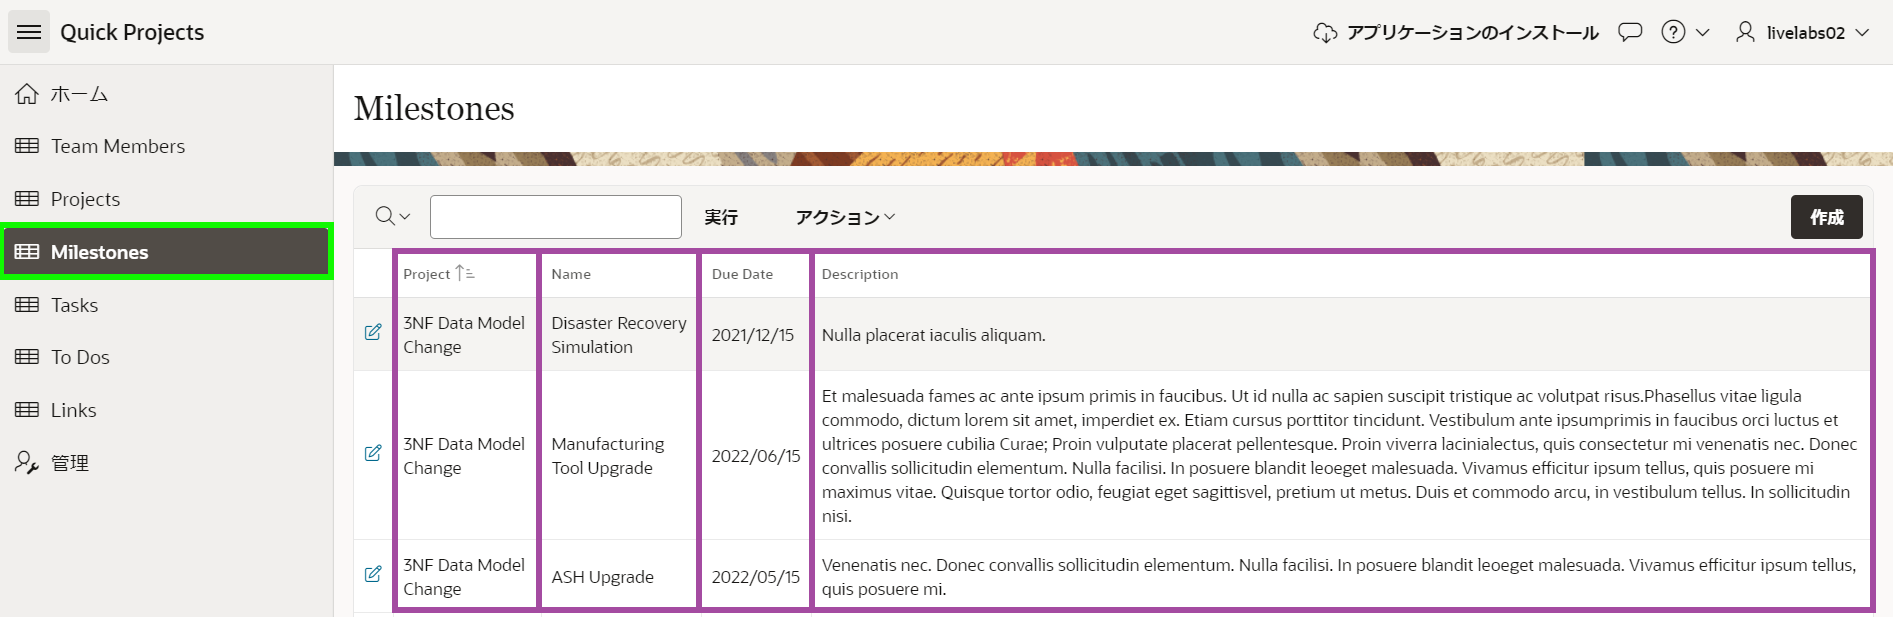 Quick Projects
アプリケーションのインストール
livelabs02
ホーム
Team Members
Projects
Milestones
Tasks
To Dos
Links
管理
Milestones
実行
アクション
作成
Project
Name
Due Date
Description
3NF Data Model
Change
Disaster Recovery
Simulation
2021/12/15
Nulla placerat iaculis aliquam.
3NF Data Model
Change
Manufacturing
Tool Upgrade
2022/06/15
Et malesuada fames ac ante ipsum primis in faucibus. Ut id nulla ac sapien suscipit tristique ac volutpat risus.Phasellus vitae ligula
commodo, dictum lorem sit amet, imperdiet ex. Etiam cursus porttitor tincidunt. Vestibulum ante ipsumprimis in faucibus orci luctus et
ultrices posuere cubilia Curae; Proin vulputate placerat pellentesque. Proin viverra lacinialectus, quis consectetur mi venenatis nec. Donec
convallis sollicitudin elementum. Nulla facilisi. In posuere blandit leoeget malesuada. Vivamus efficitur ipsum tellus, quis posuere mi
maximus vitae. Quisque tortor odio, feugiat eget sagittisvel, pretium ut metus. Duis et commodo arcu, in vestibulum tellus. In sollicitudin
nisi.
3NF Data Model
Change
ASH Upgrade
2022/05/15
Venenatis nec. Donec convallis sollicitudin elementum. Nulla facilisi. In posuere blandit leoeget malesuada. Vivamus efficitur ipsum tellus,
quis posuere mi.